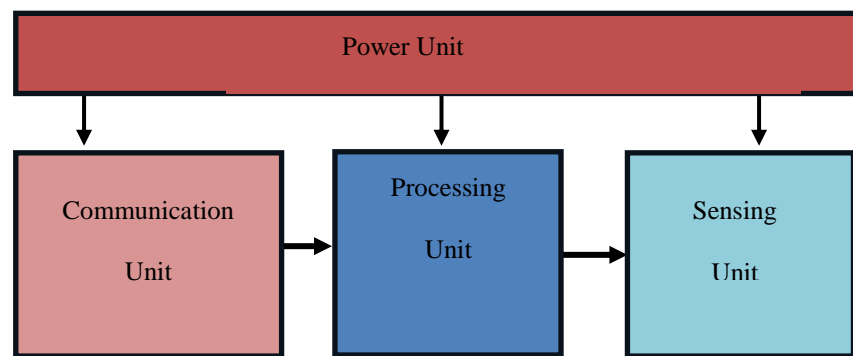 Power Unit
Communication
Unit
Processing
Unit
Sensing
Unit